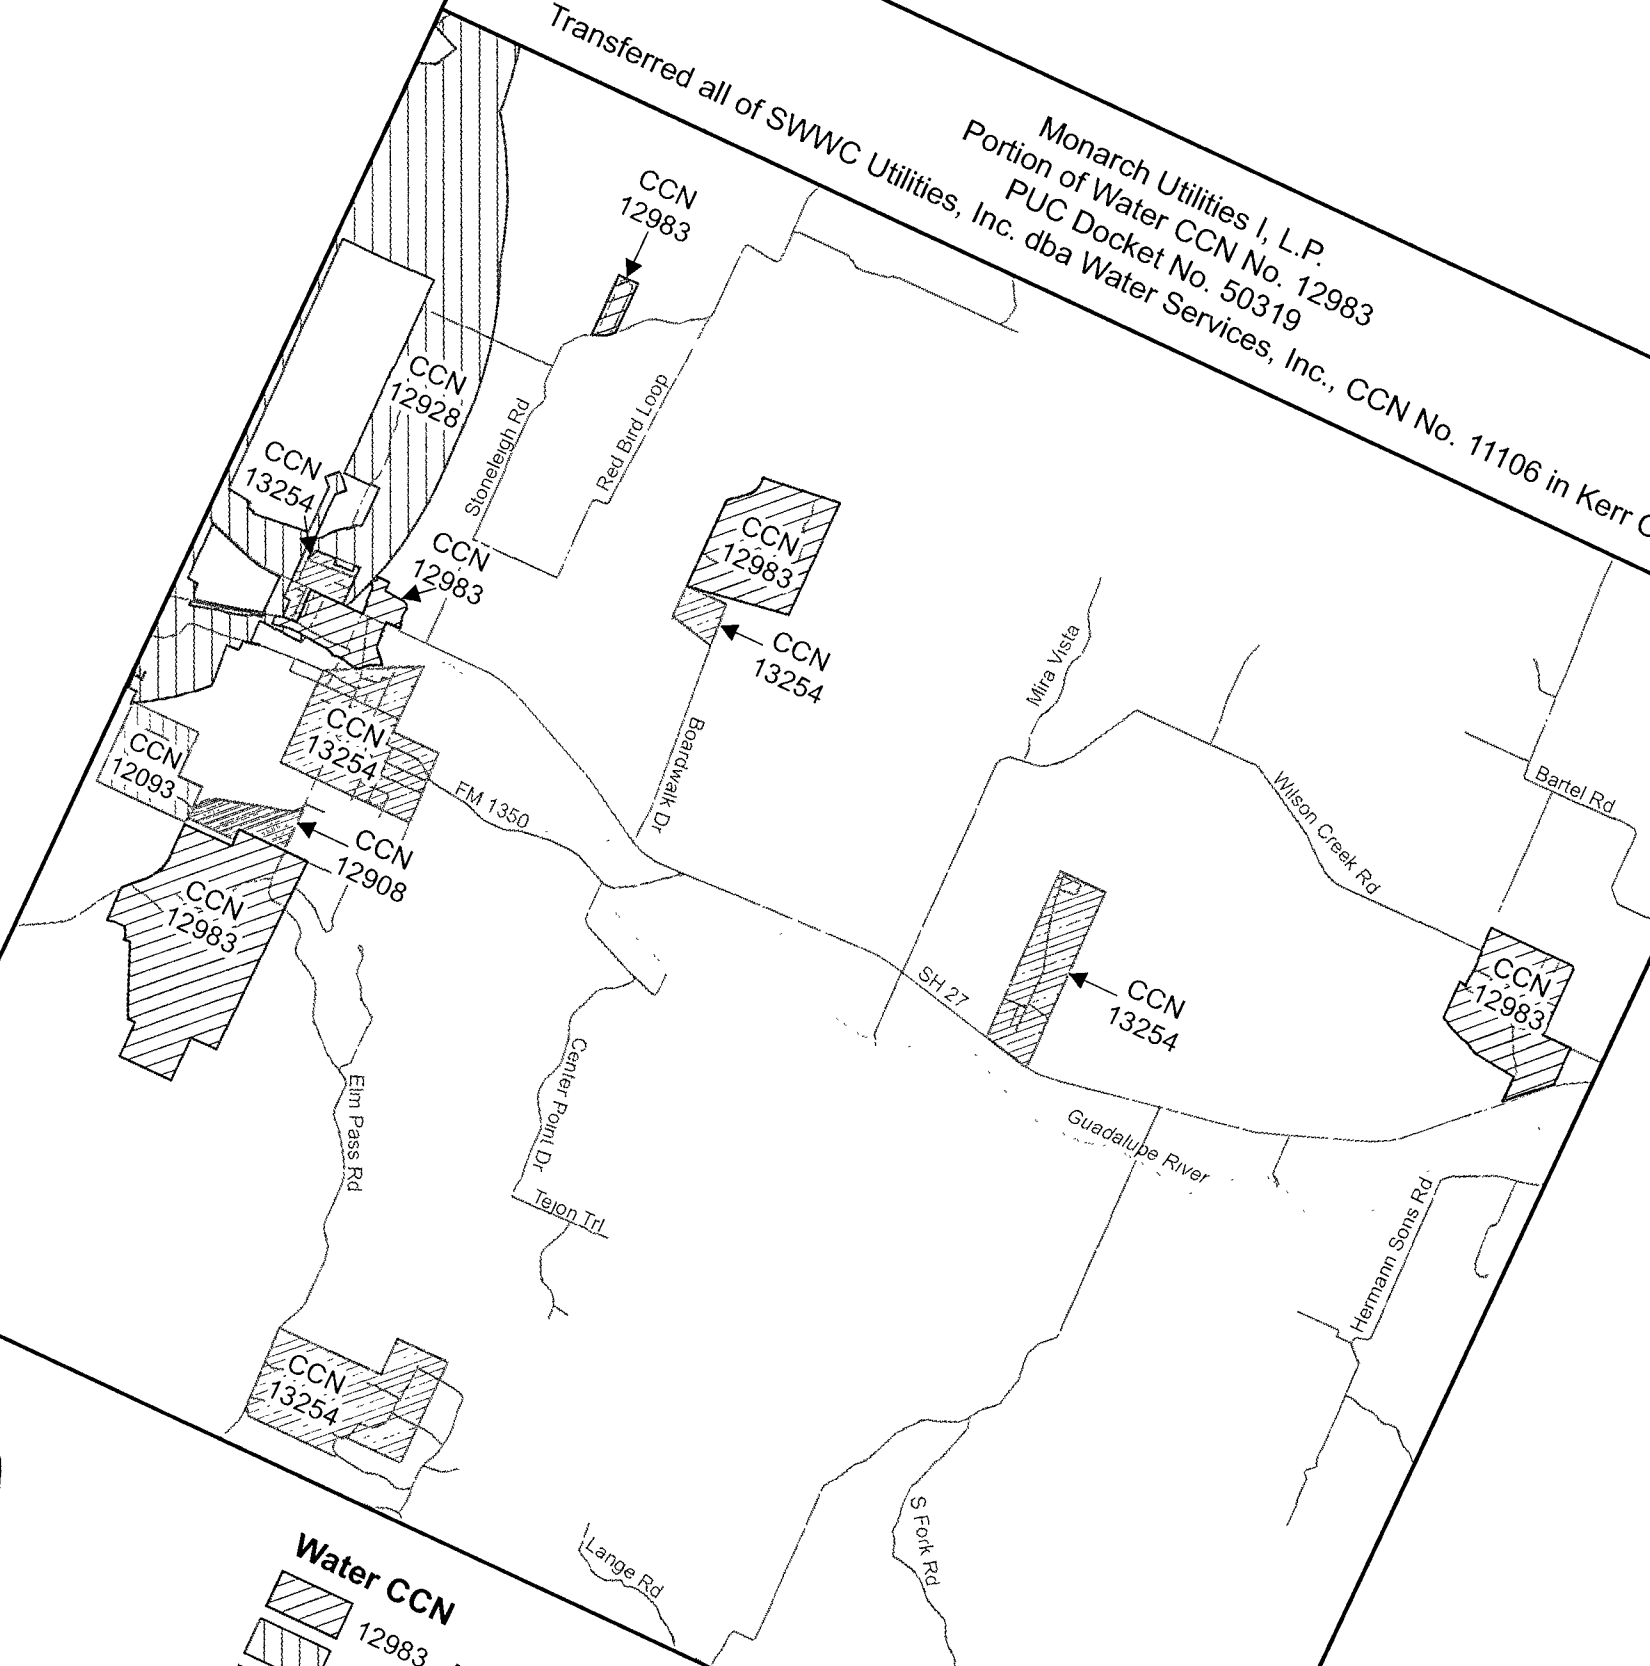 Monarch Utilities I, L.P.
Portion of Water CCN No. 12983
PUC Docket No. 50319
Transferred all of SWWC Utilities, Inc. dba Water Services, Inc., CCN No. 11106 in Kerr
CCN
12983
CCN
12928
CCN
13254
Stoneleigh Rd
Red Bird Loop
CCN
12983
CCN
12983
CCN
13254
Mira Vista
CCN
13254
CCN
12093
FM 1350
Boardwalk Dr
Bartel Rd
Wilson Creek Rd
CCN
12908
CCN
12983
SH 27
CCN
13254
CCN
12983
Elm Pass Rd
Center Point Dr
Guadalupe River
Tejon Trl
Hermann Sons Rd
CCN
13254
S Fork Rd
Lange Rd
Water CCN
12983